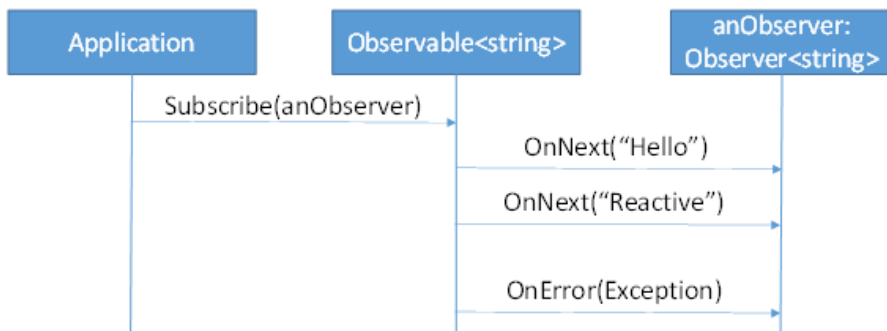 Application
Observable<string>
anObserver:
Observer<string>
Subscribe(anObserver)
OnNext(“Hello”)
OnNext(“Reactive”)
OnError(Exception)